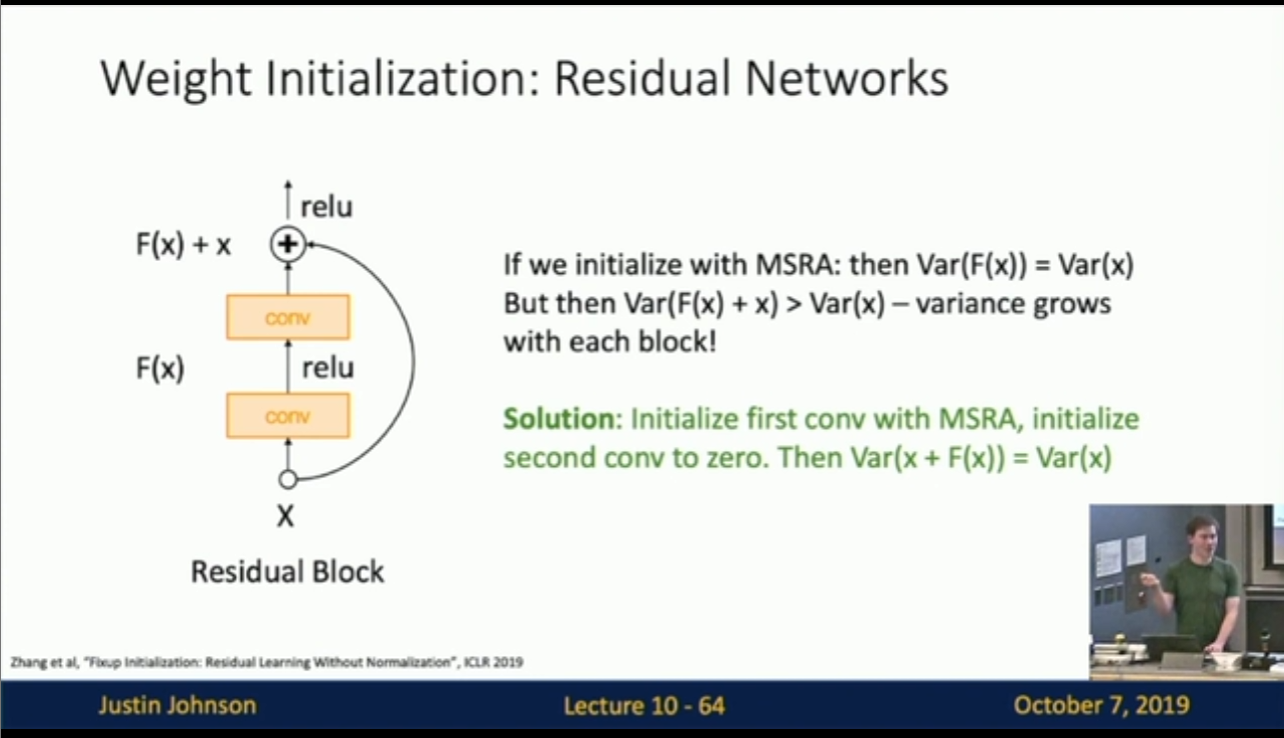 Weight Initialization: Residual Networks
relu
F(x) + x
+
conv
F(x)
relu
conv
X
Residual Block
If we initialize with MSRA: then Var(F(x)) = Var(x)
But then Var(F(x) + x) > Var(x) – variance grows
with each block!
Solution: Initialize first conv with MSRA, initialize
second conv to zero. Then Var(x + F(x)) = Var(x)
Zhang et al, "Fixup Initialization: Residual Learning Without Normalization", ICLR 2019
Justin Johnson
Lecture 10 - 64
October 7, 2019